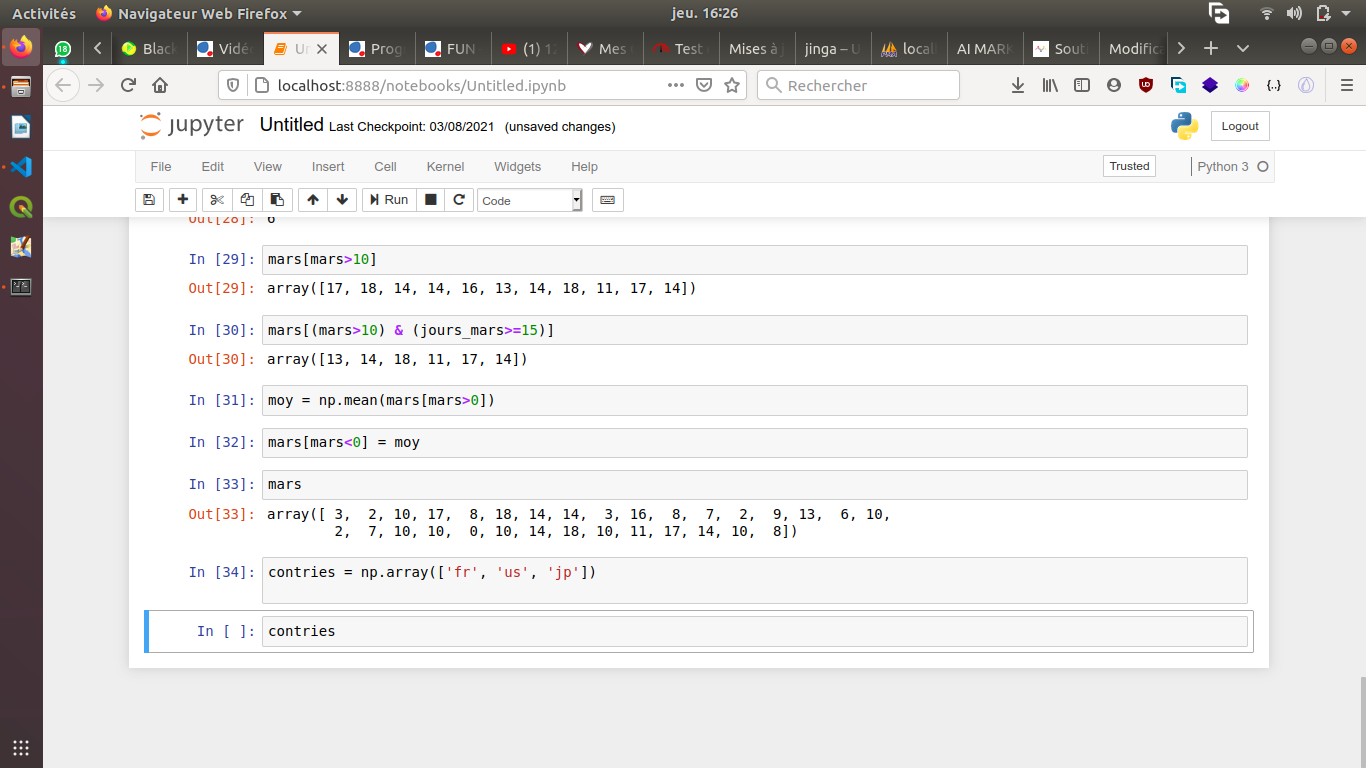 Activités Navigateur Web Firefox jeu. 16:26
18 Black Vidé Un Prog FUN (1) 12 Mes Test Mises à j jinga – U local AI MARK Sout Modifica
localhost:8888/notebooks/Untitled.ipynb Rechercher
jupyter Untitled Last Checkpoint: 03/08/2021 (unsaved changes) Logout
File Edit View Insert Cell Kernel Widgets Help Trusted Python 3
Run Code
Out[28]: 6
In [29]: mars[mars>10]
Out[29]: array([17, 18, 14, 14, 16, 13, 14, 18, 11, 17, 14])
In [30]: mars[(mars>10) & (jours_mars>=15)]
Out[30]: array([13, 14, 18, 11, 17, 14])
In [31]: moy = np.mean(mars[mars>0])
In [32]: mars[mars<0] = moy
In [33]: mars
Out[33]: array([ 3, 2, 10, 17, 8, 18, 14, 14, 3, 16, 8, 7, 2, 9, 13, 6, 10,
2, 7, 10, 10, 0, 10, 14, 18, 10, 11, 17, 14, 10, 8])
In [34]: contries = np.array(['fr', 'us', 'jp'])
In [ ]: contries